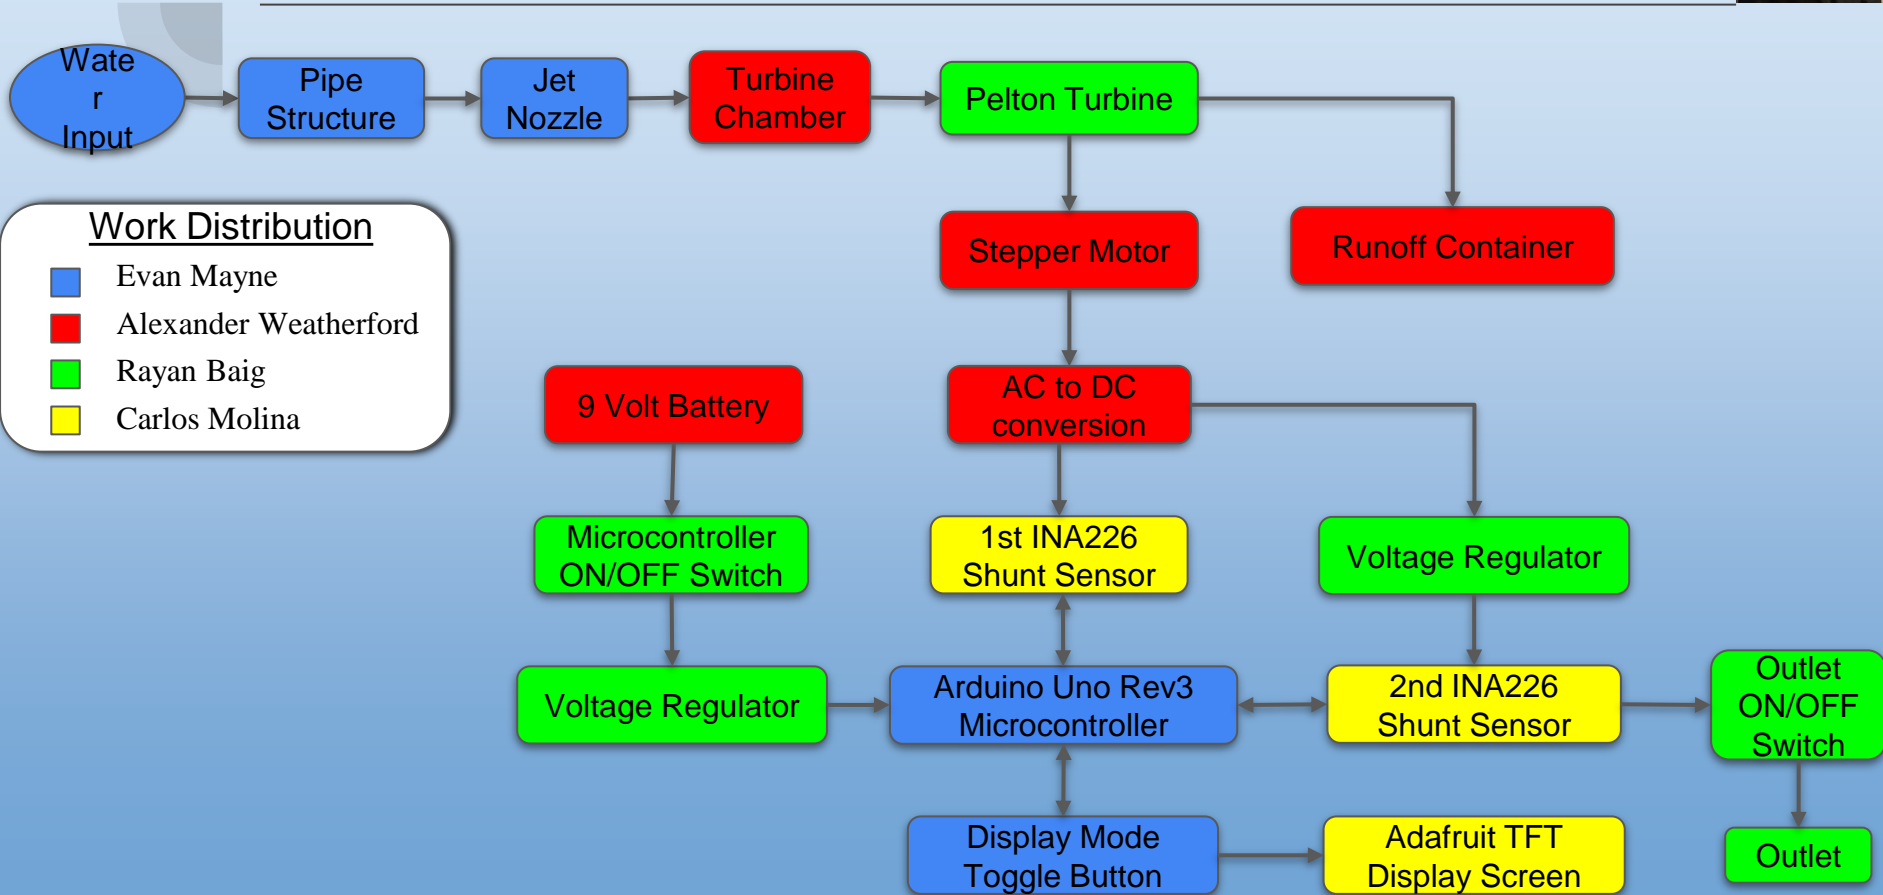 Wate
r
Input
Pipe
Structure
Jet
Nozzle
Turbine
Chamber
Pelton Turbine
Work Distribution
Evan Mayne
Alexander Weatherford
Rayan Baig
Carlos Molina
Stepper Motor
Runoff Container
9 Volt Battery
AC to DC
conversion
Microcontroller
ON/OFF Switch
1st INA226
Shunt Sensor
Voltage Regulator
Voltage Regulator
Arduino Uno Rev3
Microcontroller
2nd INA226
Shunt Sensor
Outlet
ON/OFF
Switch
Display Mode
Toggle Button
Adafruit TFT
Display Screen
Outlet